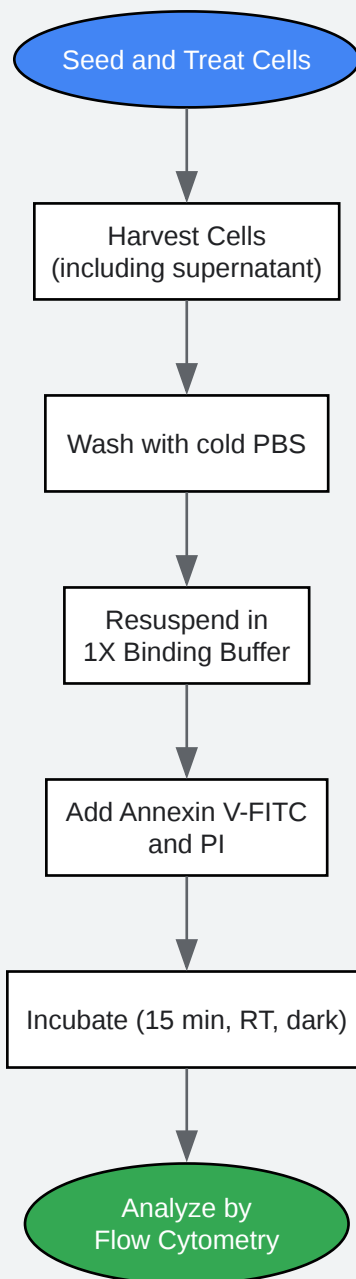 Seed and Treat Cells
Harvest Cells
(including supernatant)
Wash with cold PBS
Resuspend in
1X Binding Buffer
Add Annexin V-FITC
and PI
Incubate (15 min, RT, dark)
Analyze by
Flow Cytometry